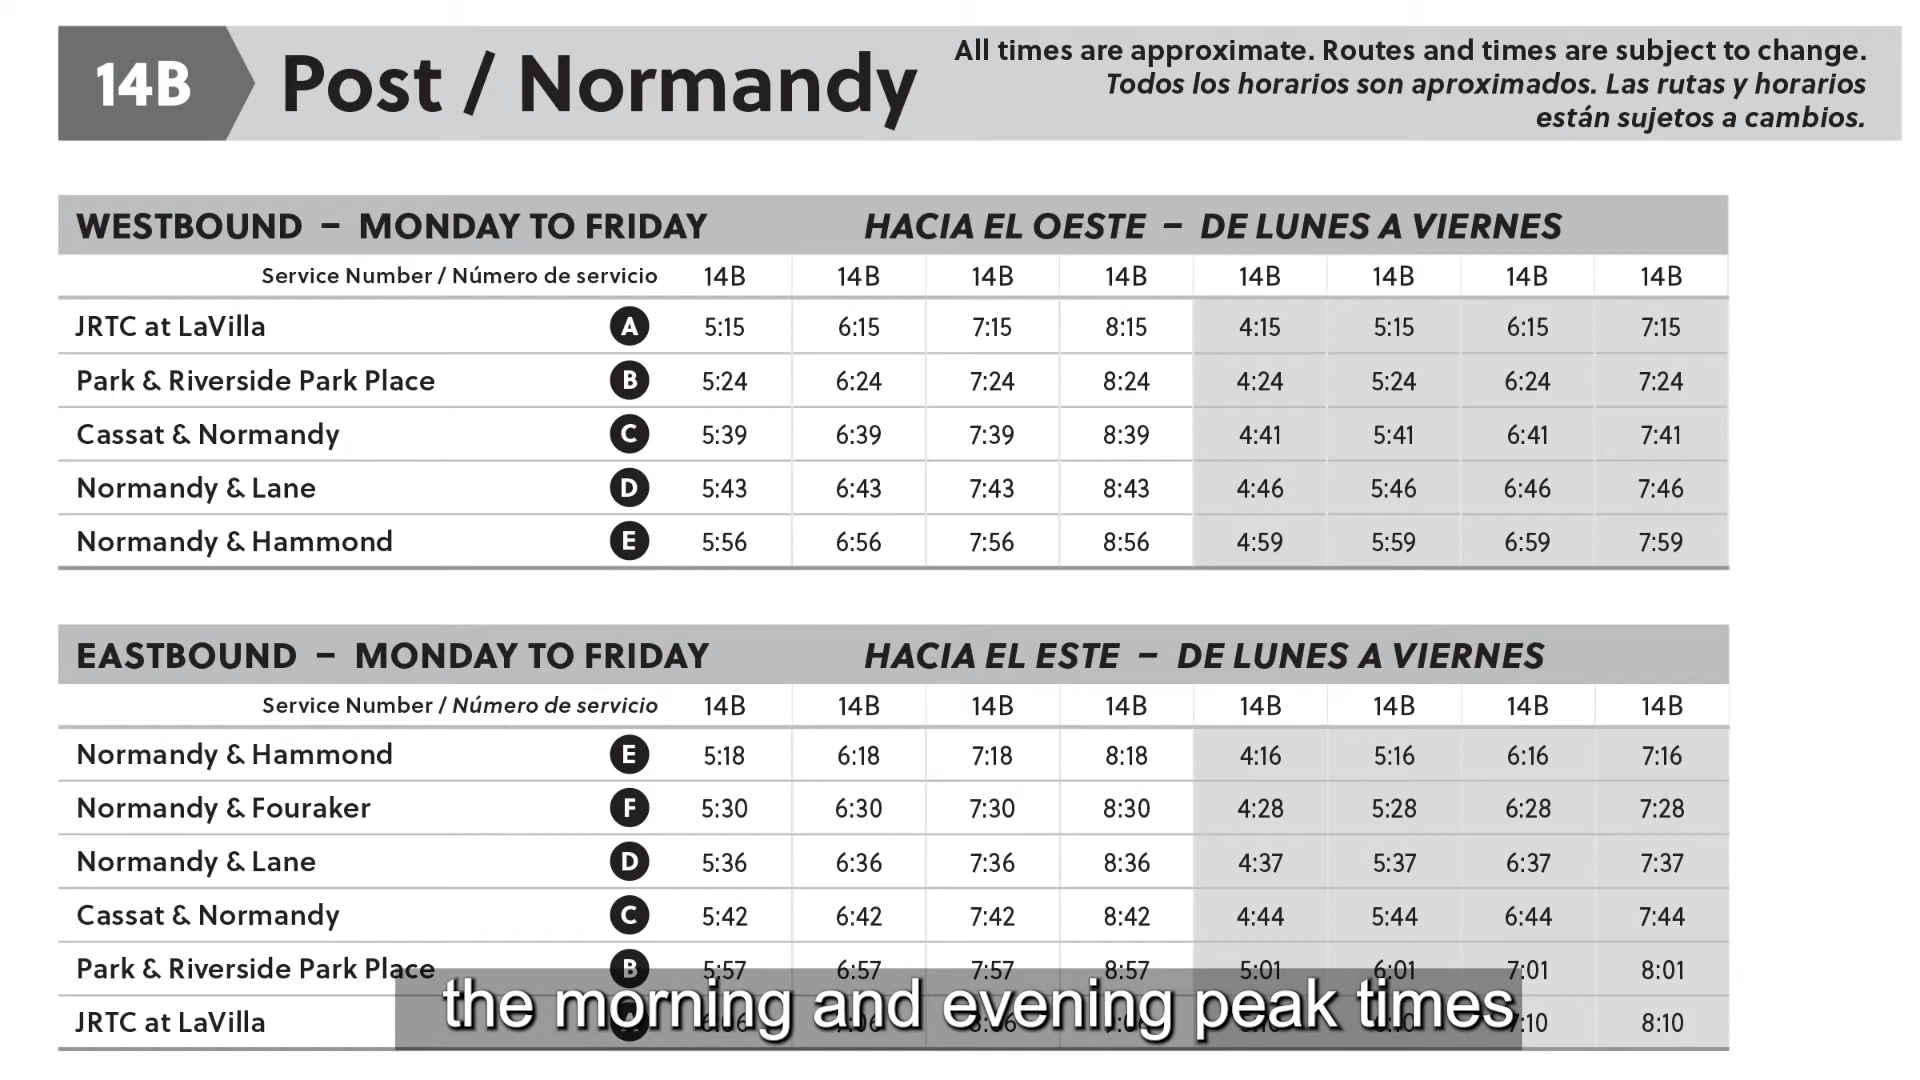 14B Post / Normandy
All times are approximate. Routes and times are subject to change.
Todos los horarios son aproximados. Las rutas y horarios
están sujetos a cambios.
WESTBOUND – MONDAY TO FRIDAY HACIA EL OESTE – DE LUNES A VIERNES
Service Number / Número de servicio 14B 14B 14B 14B 14B 14B 14B 14B
JRTC at LaVilla A 5:15 6:15 7:15 8:15 4:15 5:15 6:15 7:15
Park & Riverside Park Place B 5:24 6:24 7:24 8:24 4:24 5:24 6:24 7:24
Cassat & Normandy C 5:39 6:39 7:39 8:39 4:41 5:41 6:41 7:41
Normandy & Lane D 5:43 6:43 7:43 8:43 4:46 5:46 6:46 7:46
Normandy & Hammond E 5:56 6:56 7:56 8:56 4:59 5:59 6:59 7:59
EASTBOUND – MONDAY TO FRIDAY HACIA EL ESTE – DE LUNES A VIERNES
Service Number / Número de servicio 14B 14B 14B 14B 14B 14B 14B 14B
Normandy & Hammond E 5:18 6:18 7:18 8:18 4:16 5:16 6:16 7:16
Normandy & Fouraker F 5:30 6:30 7:30 8:30 4:28 5:28 6:28 7:28
Normandy & Lane D 5:36 6:36 7:36 8:36 4:37 5:37 6:37 7:37
Cassat & Normandy C 5:42 6:42 7:42 8:42 4:44 5:44 6:44 7:44
Park & Riverside Park Place B 5:57 6:57 7:57 8:57 5:01 6:01 7:01 8:01
JRTC at LaVilla 7:10 8:10
the morning and evening peak times